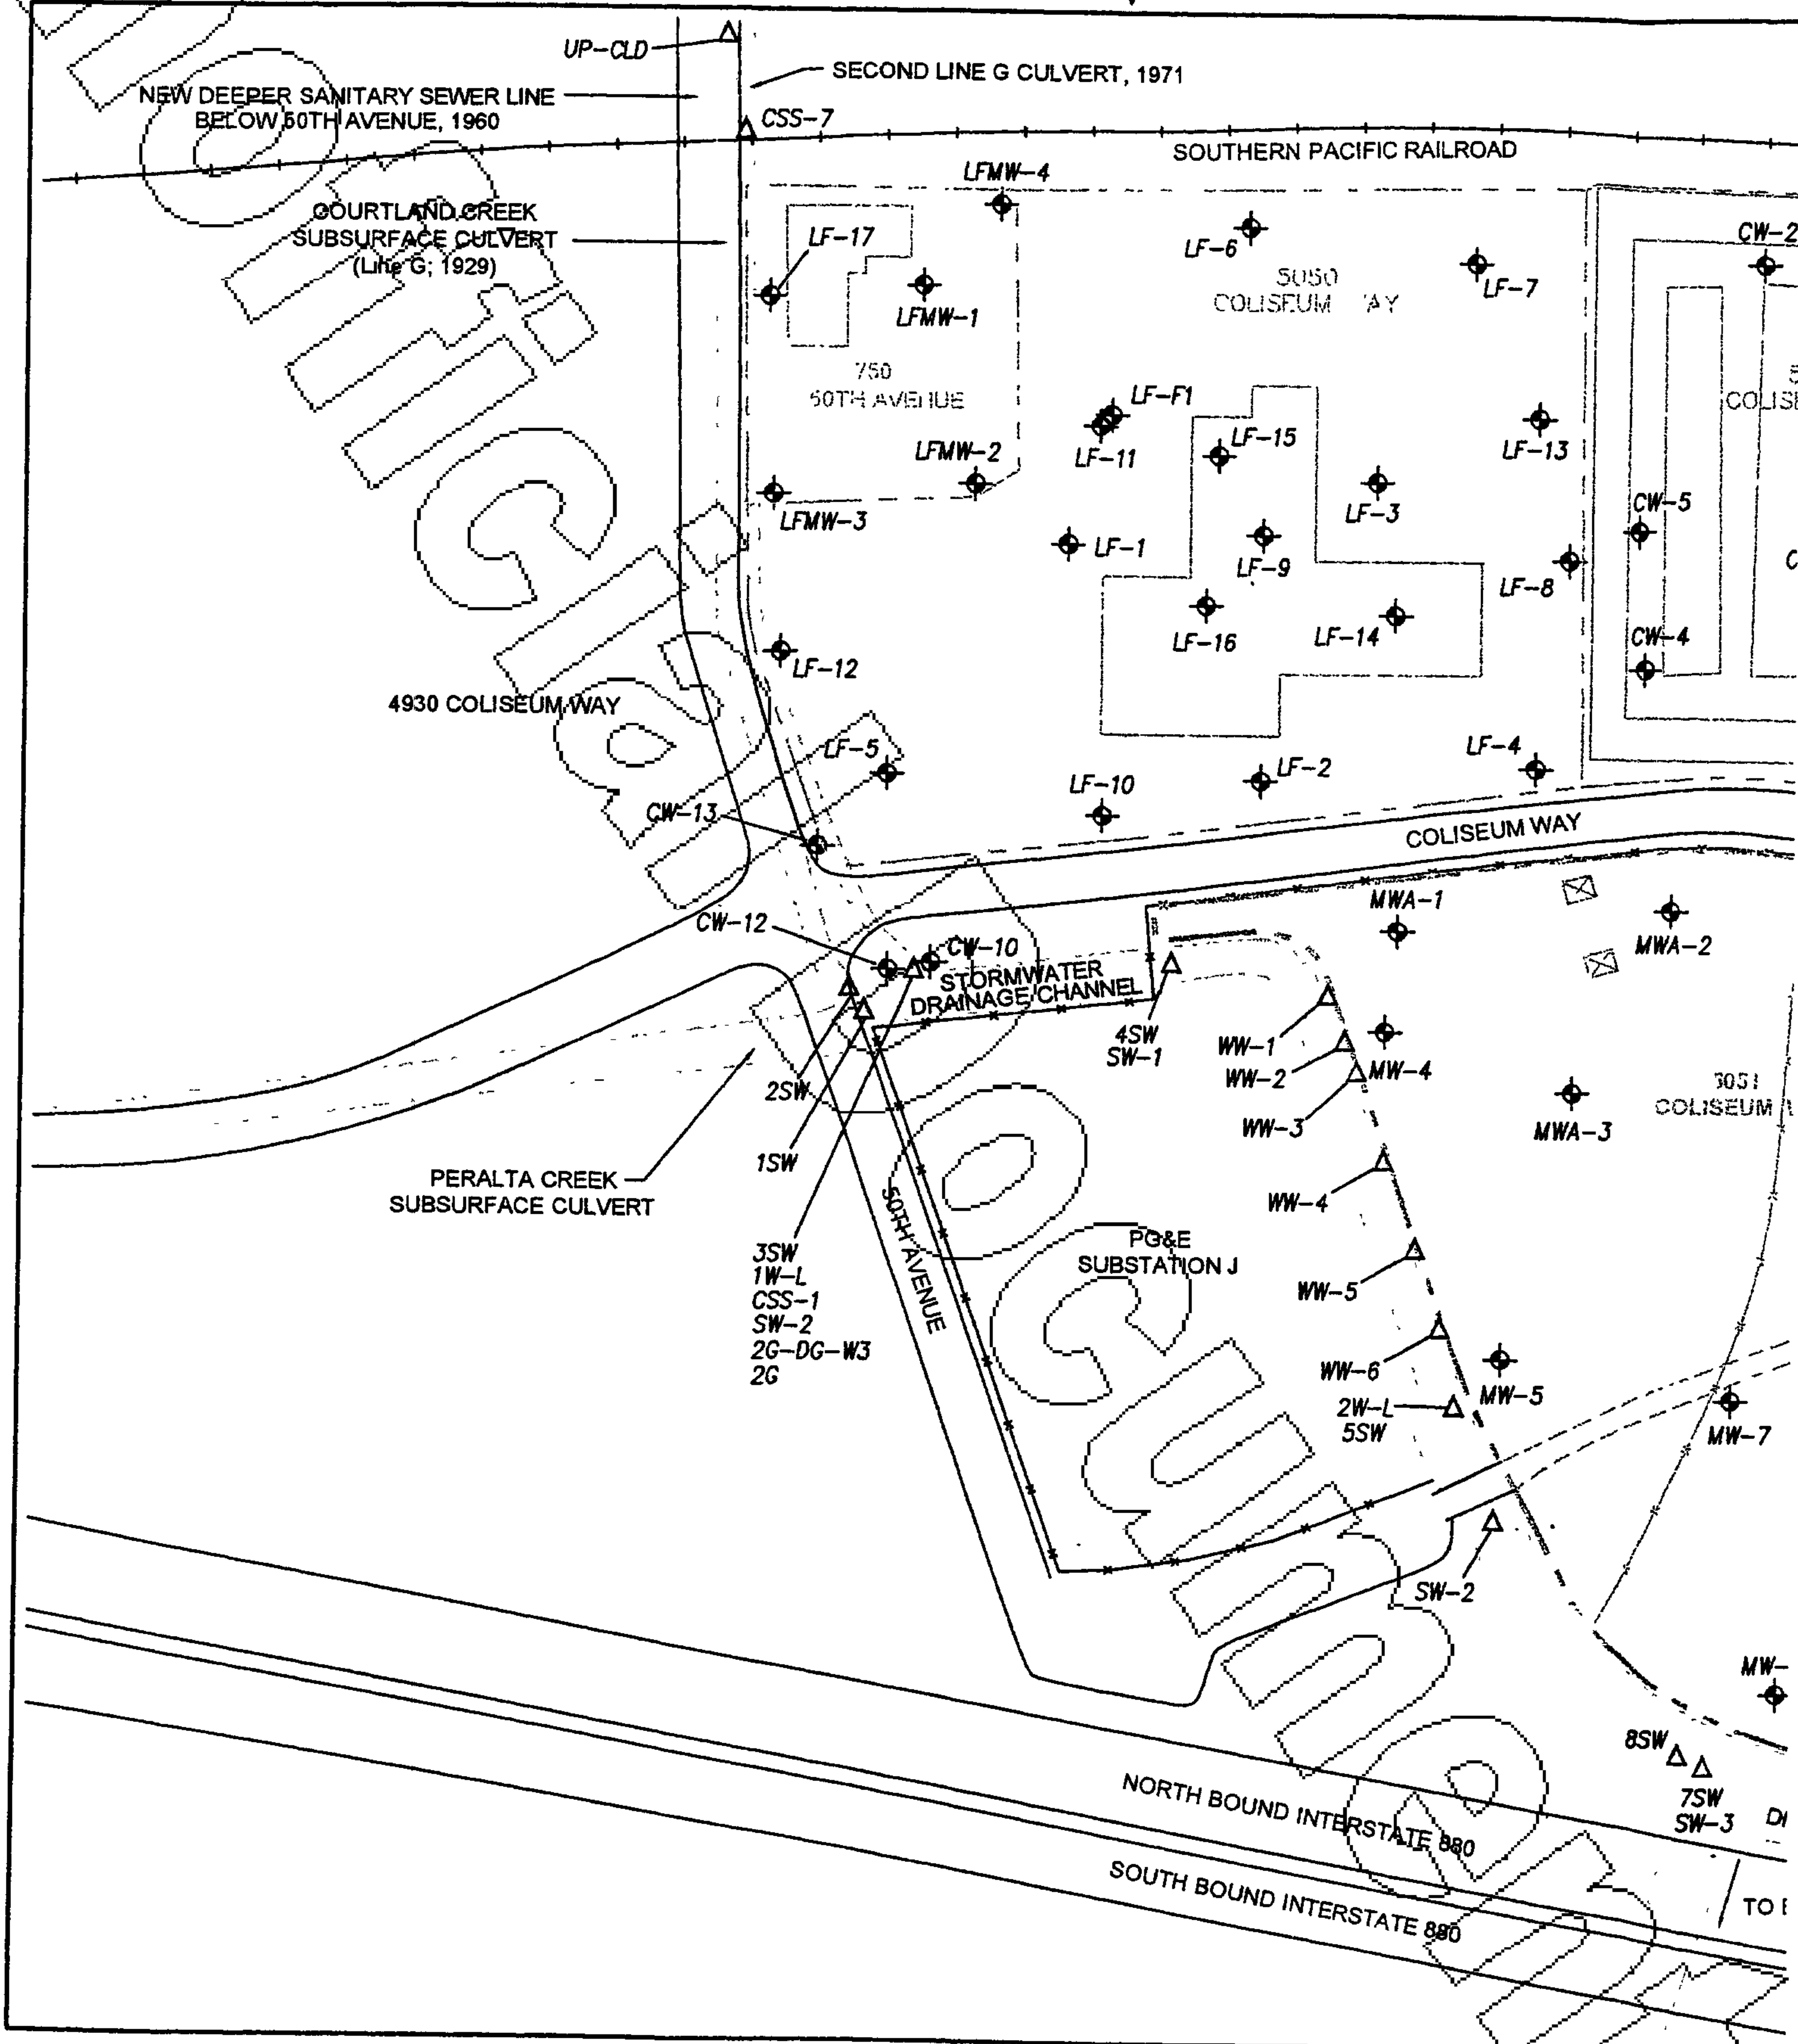 UP-CLD
SECOND LINE G CULVERT, 1971
NEW DEEPER SANITARY SEWER LINE
BELOW 50TH AVENUE, 1960
CSS-7
SOUTHERN PACIFIC RAILROAD
LFMW-4
COURTLAND CREEK
SUBSURFACE CULVERT
(Line G; 1929)
LF-17
LF-6
CW-2
5050
COLISEUM WAY
LF-7
LFMW-1
750
50TH AVENUE
LF-F1
LF-11
LF-15
LF-13
LFMW-2
LF-3
LFMW-3
CW-5
LF-1
LF-9
LF-8
LF-16
LF-14
CW-4
LF-12
4930 COLISEUM WAY
LF-5
LF-4
LF-2
LF-10
CW-13
COLISEUM WAY
MWA-1
CW-12
CW-10
MWA-2
STORMWATER
DRAINAGE CHANNEL
4SW
SW-1
WW-1
WW-2
MW-4
2SW
5051
COLISEUM
WW-3
MWA-3
1SW
PERALTA CREEK
SUBSURFACE CULVERT
WW-4
50TH AVENUE
PG&E
SUBSTATION J
3SW
1W-L
CSS-1
SW-2
2G-DG-W3
2G
WW-5
WW-6
MW-5
2W-L
5SW
MW-7
SW-2
MW-
8SW
7SW
SW-3
NORTH BOUND INTERSTATE 880
SOUTH BOUND INTERSTATE 880
TO